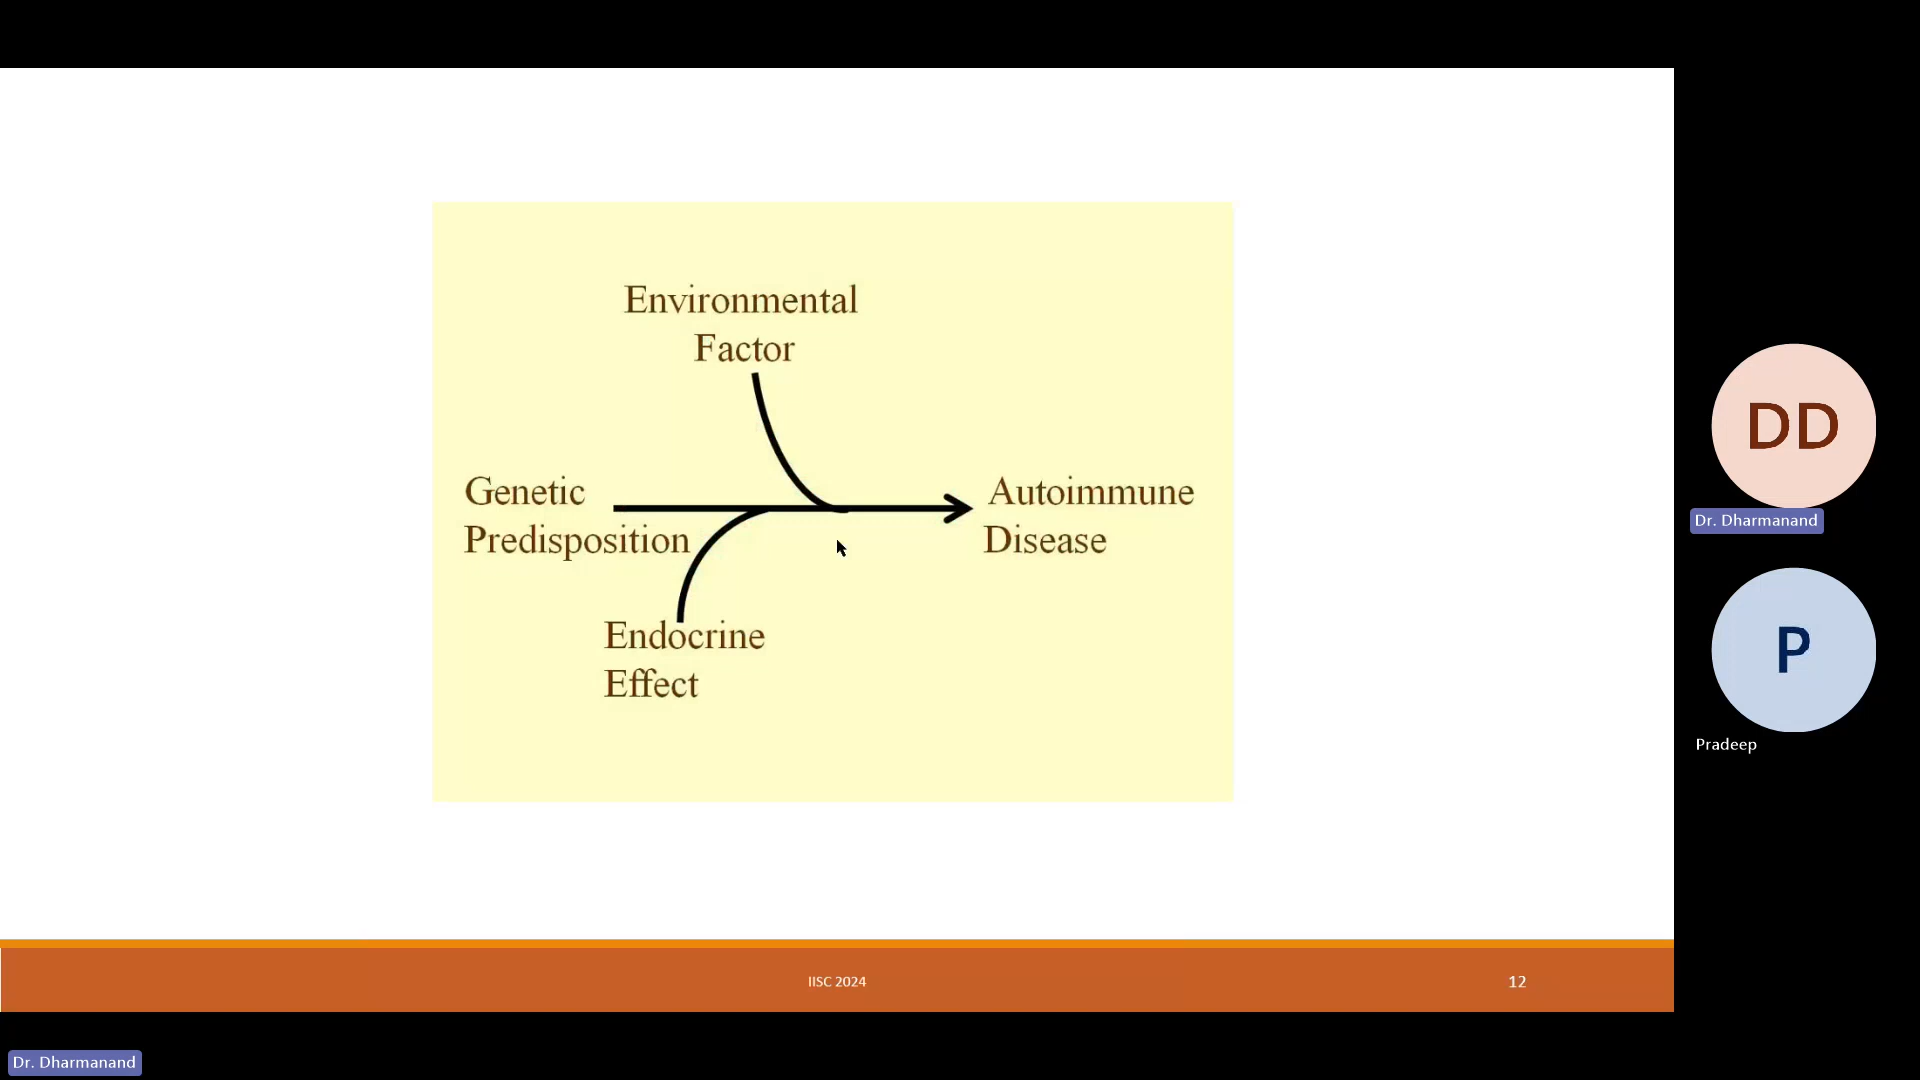 Environmental
Factor
Genetic
Predisposition
Autoimmune
Disease
Endocrine
Effect
IISC 2024
12
DD
Dr. Dharmanand
P
Pradeep
Dr. Dharmanand